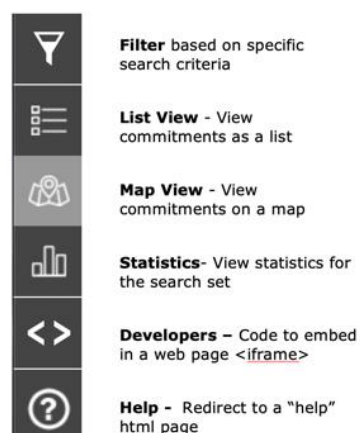 Filter based on specific
search criteria
List View - View
commitments as a list
Map View - View
commitments on a map
Statistics- View statistics for
the search set
< >
Developers – Code to embed
in a web page <iframe>
?
Help - Redirect to a “help”
html page